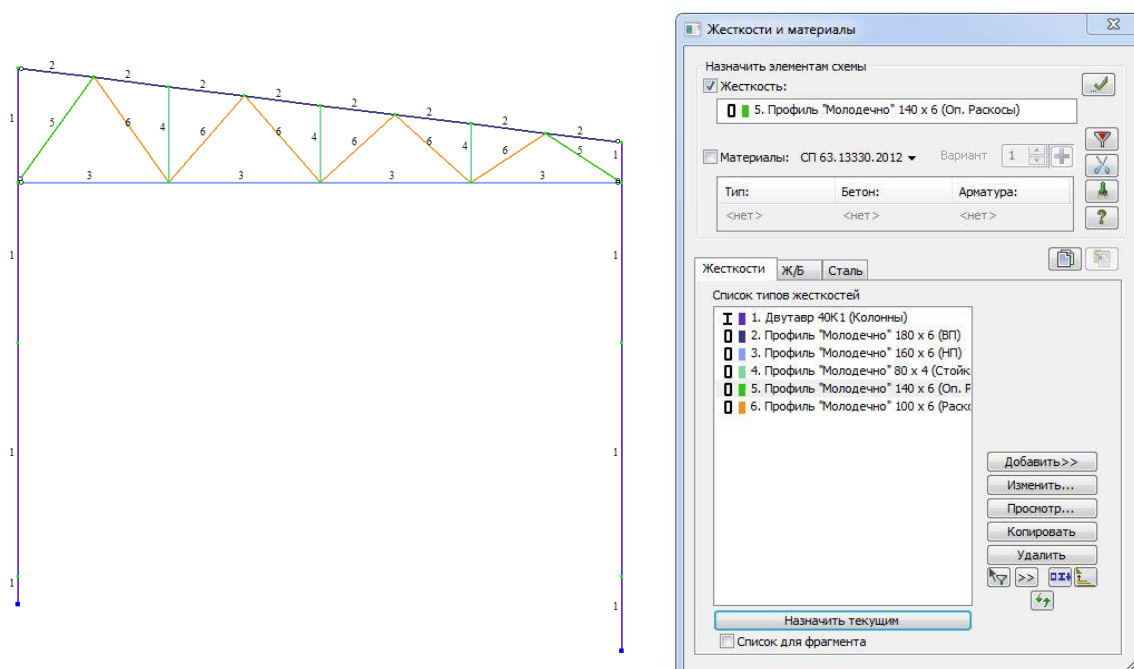 2
2
2
2
2
2
2
2
1
5
6
4
6
6
4
6
6
4
5
1
3
3
3
3
1
1
1
1
1
1
Жесткости и материалы
Назначить элементам схемы
Жесткость:
5. Профиль "Молодечно" 140 x 6 (Оп. Раскосы)
Материалы: СП 63.13330.2012 Вариант 1
Тип: Бетон: Арматура:
<нет> <нет> <нет>
Жесткости Ж/Б Сталь
Список типов жесткостей
1. Двутавр 40К1 (Колонны)
2. Профиль "Молодечно" 180 x 6 (ВП)
3. Профиль "Молодечно" 160 x 6 (НП)
4. Профиль "Молодечно" 80 x 4 (Стойк
5. Профиль "Молодечно" 140 x 6 (Оп. Р
6. Профиль "Молодечно" 100 x 6 (Раско
Добавить>>
Изменить...
Просмотр...
Копировать
Удалить
>>
Назначить текущим
Список для фрагмента